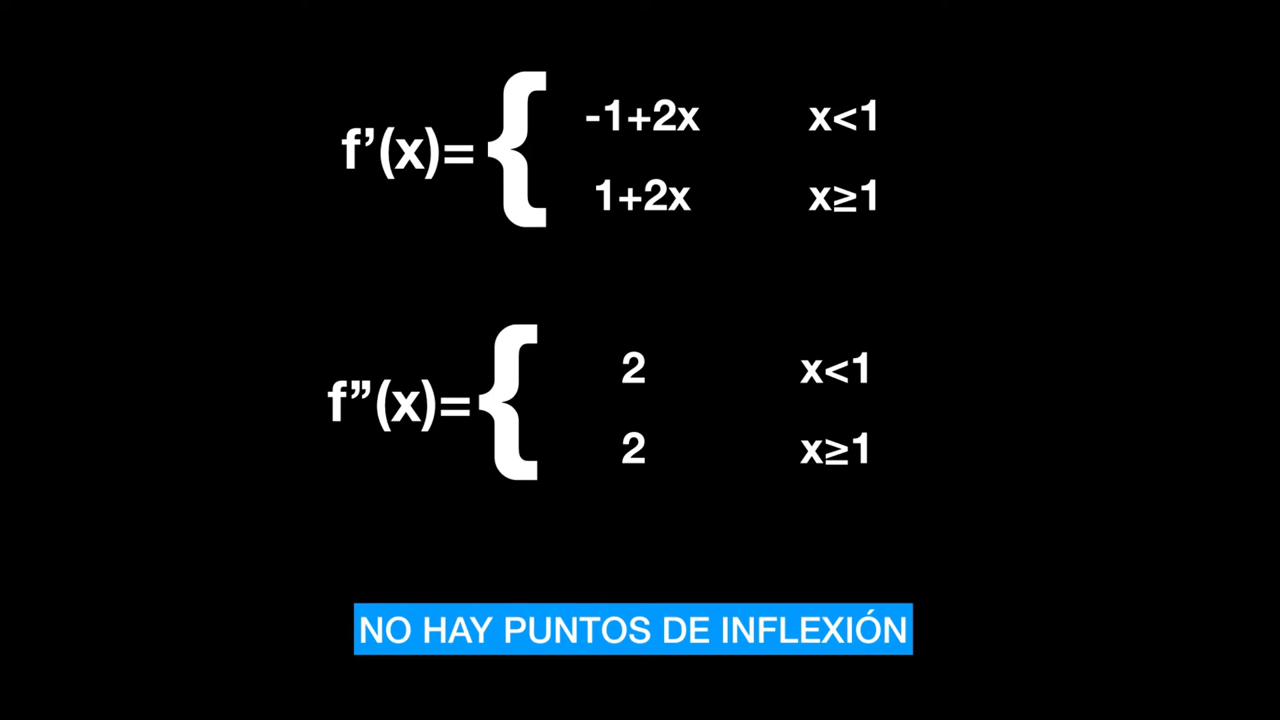 f’(x)= { -1+2x x<1
1+2x x≥1
f”(x)= { 2 x<1
2 x≥1
NO HAY PUNTOS DE INFLEXIÓN